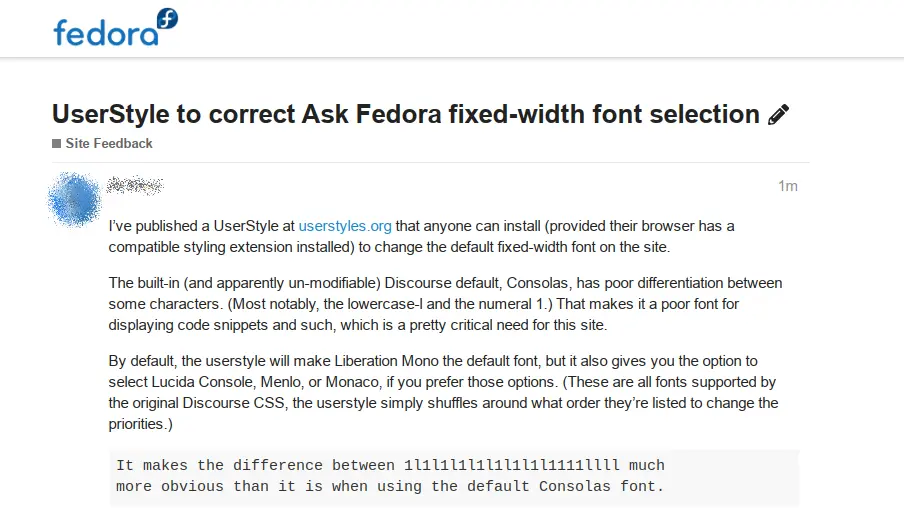 fedora
UserStyle to correct Ask Fedora fixed-width font selection
Site Feedback
1m
I’ve published a UserStyle at userstyles.org that anyone can install (provided their browser has a
compatible styling extension installed) to change the default fixed-width font on the site.
The built-in (and apparently un-modifiable) Discourse default, Consolas, has poor differentiation between
some characters. (Most notably, the lowercase-l and the numeral 1.) That makes it a poor font for
displaying code snippets and such, which is a pretty critical need for this site.
By default, the userstyle will make Liberation Mono the default font, but it also gives you the option to
select Lucida Console, Menlo, or Monaco, if you prefer those options. (These are all fonts supported by
the original Discourse CSS, the userstyle simply shuffles around what order they’re listed to change the
priorities.)
It makes the difference between much
more obvious than it is when using the default Consolas font.